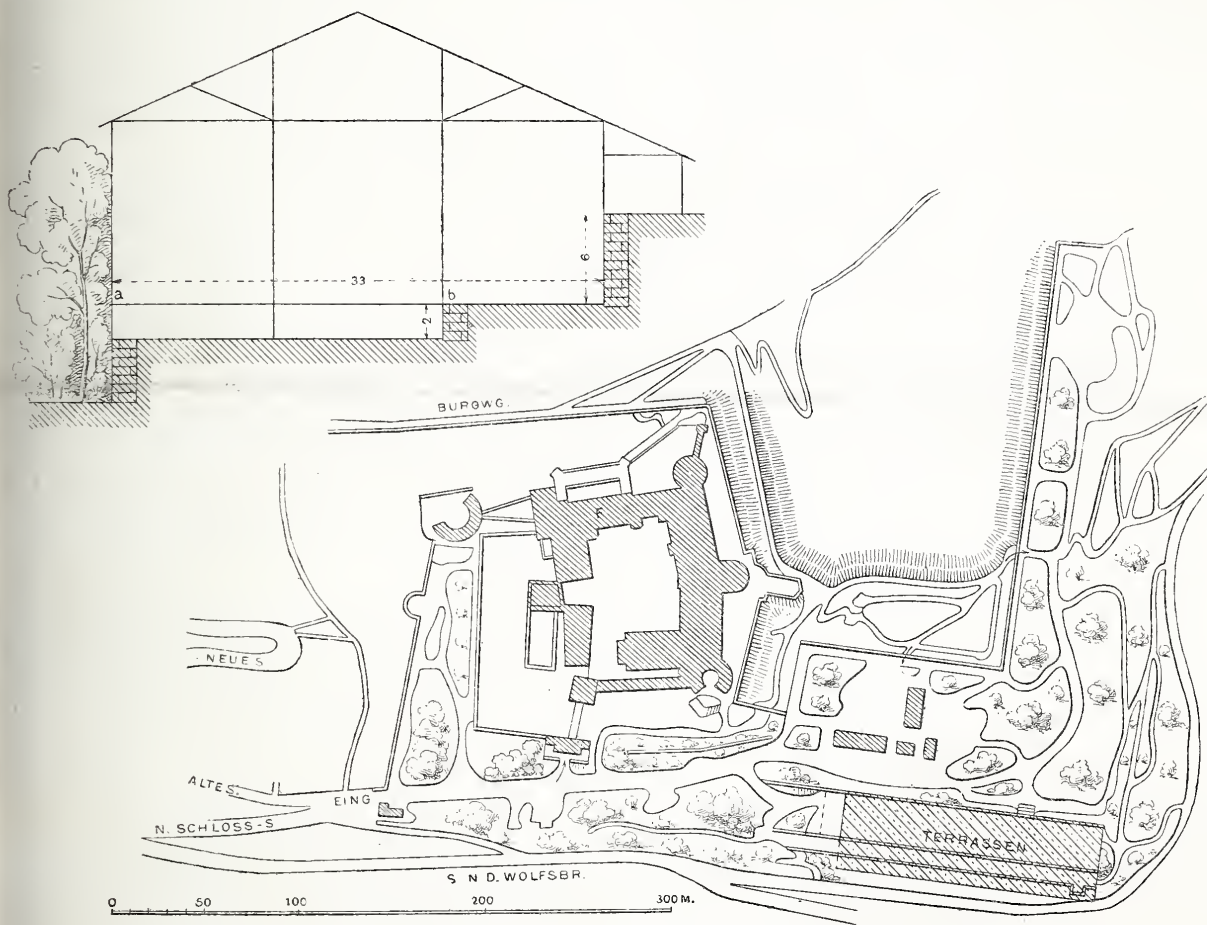 33
a
b
6
2
BURGWG.
F
NEUES
ALTES
EING
N. SCHLOSS-S
TERRASSEN
S N D. WOLFSBR.
0 50 100 200 300 M.